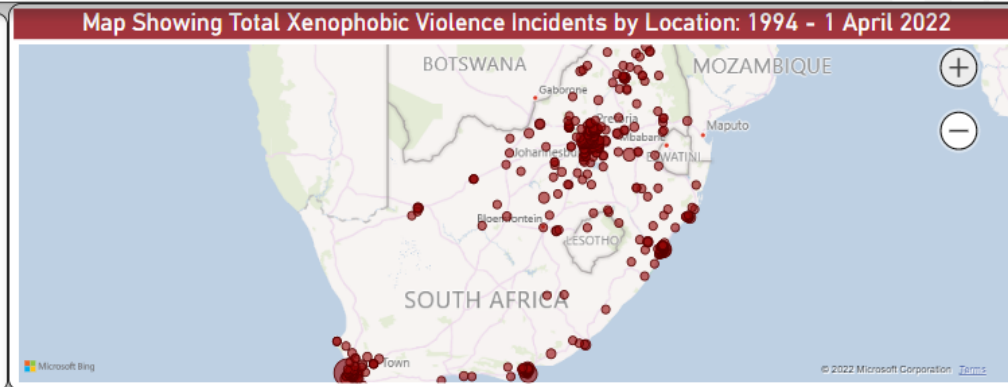 Map Showing Total Xenophobic Violence Incidents by Location: 1994 - 1 April 2022
BOTSWANA
MOZAMBIQUE
Gaborone
Pretoria
Maputo
Mbabane
Johannesbu
ESWATINI
Bloemfontein
LESOTHO
SOUTH AFRICA
Town
Microsoft Bing
© 2022 Microsoft Corporation Terms